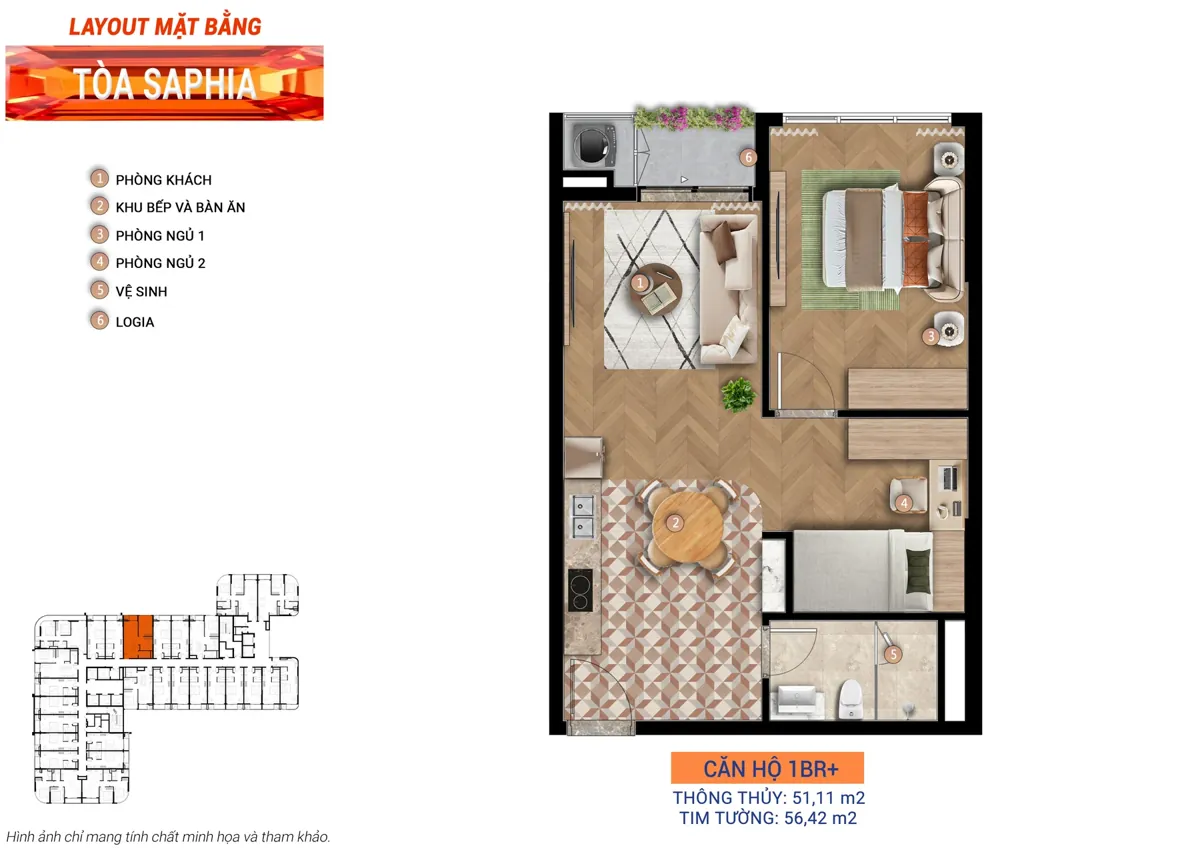 LAYOUT MẶT BẰNG
TÒA SAPHIA
1 PHÒNG KHÁCH
2 KHU BẾP VÀ BÀN ĂN
3 PHÒNG NGỦ 1
4 PHÒNG NGỦ 2
5 VỆ SINH
6 LOGIA
6
1
3
4
2
5
CĂN HỘ 1BR+
THÔNG THỦY: 51,11 m2
TIM TƯỜNG: 56,42 m2
Hình ảnh chỉ mang tính chất minh họa và tham khảo.